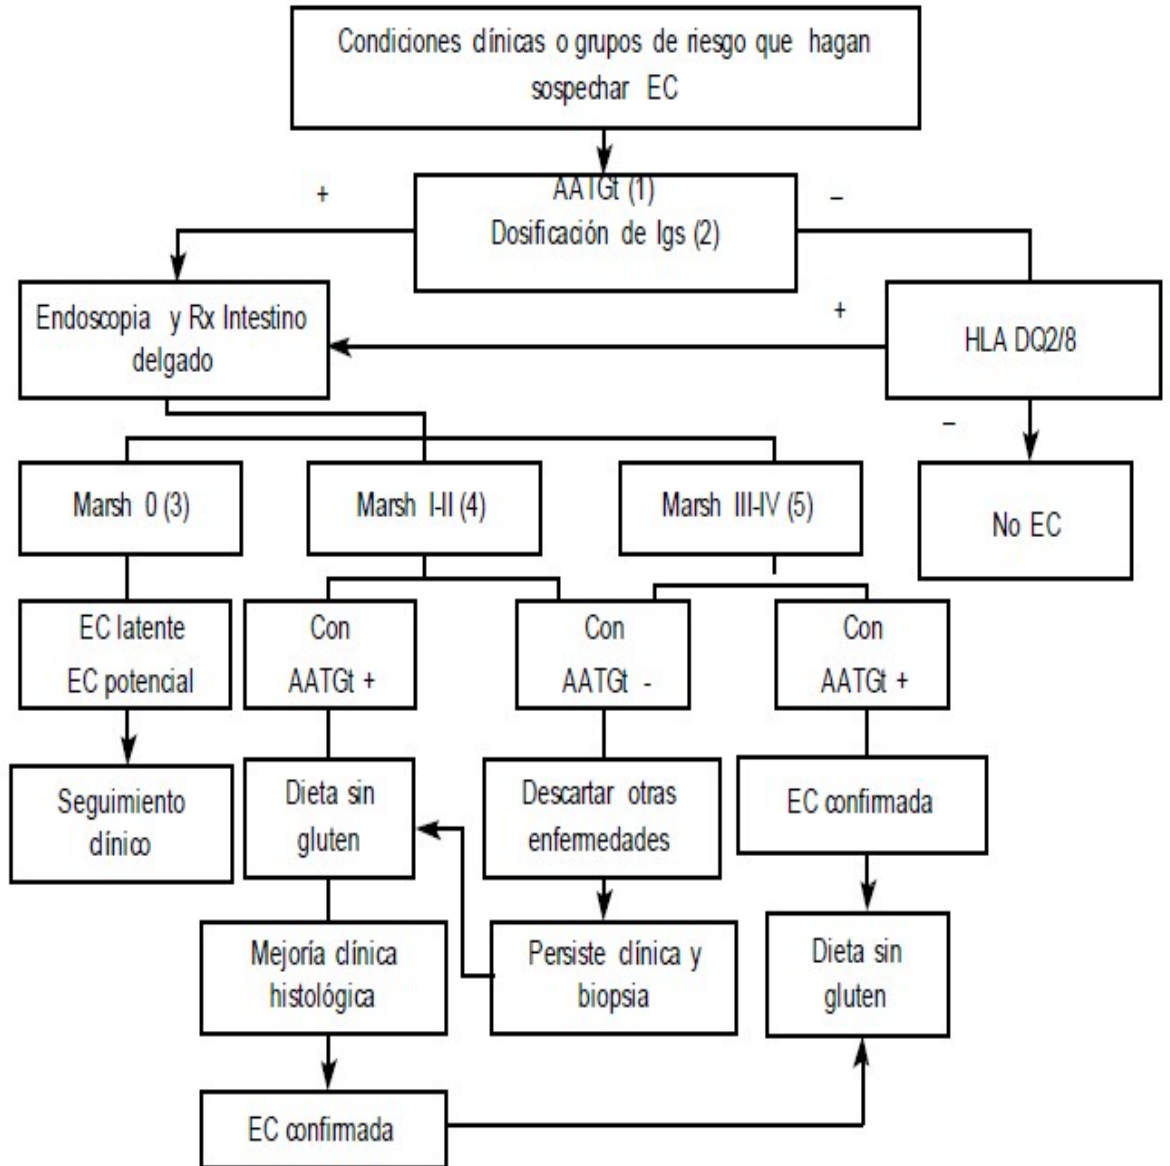 Condiciones clínicas o grupos de riesgo que hagan
sospechar EC
+
AATGt (1)
–
Dosificación de Igs (2)
Endoscopia y Rx Intestino
delgado
+
HLA DQ2/8
–
Marsh 0 (3)
Marsh I-II (4)
Marsh III-IV (5)
No EC
EC latente
EC potencial
Con
AATGt +
Con
AATGt -
Con
AATGt +
Seguimiento
clínico
Dieta sin
gluten
Descartar otras
enfermedades
EC confirmada
Mejoría clínica
histológica
Persiste clínica y
biopsia
Dieta sin
gluten
EC confirmada